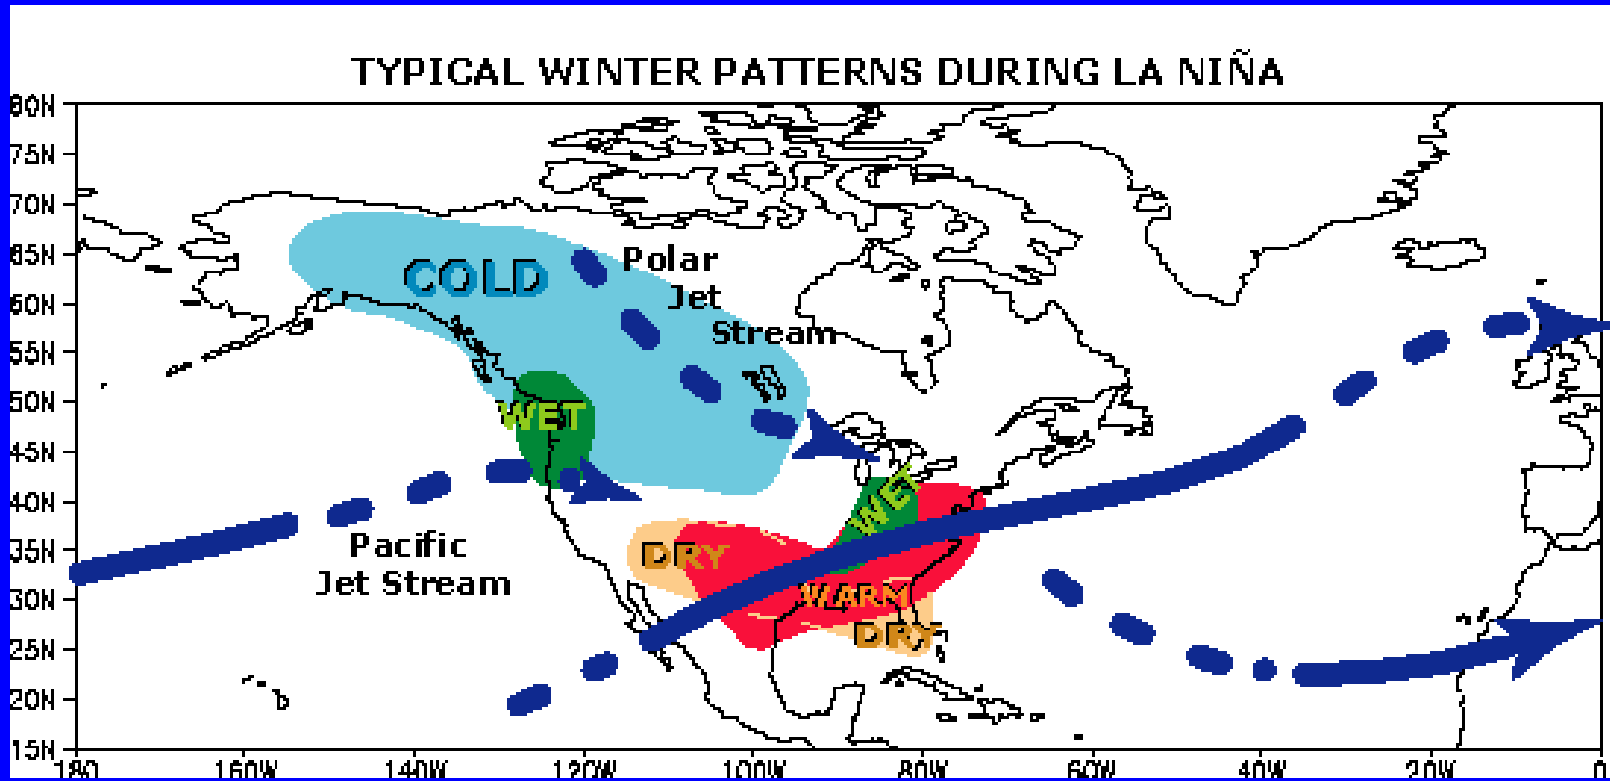 TYPICAL WINTER PATTERNS DURING LA NIÑA
80N
75N
70N
65N
60N
55N
50N
45N
40N
35N
30N
25N
20N
15N
COLD
Polar
Jet
Stream
WET
WET
Pacific
Jet Stream
DRY
WARM
DRY
180
160W
140W
120W
100W
80W
60W
40W
20W
0